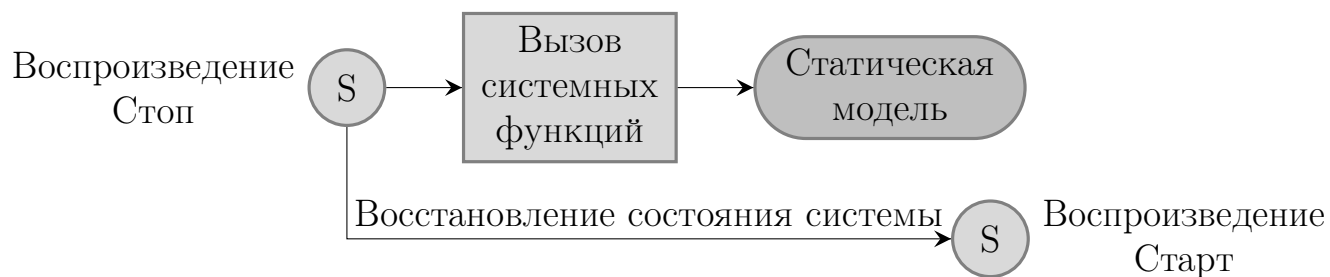 Воспроизведение
Стоп
S
Вызов
системных
функций
Статическая
модель
Восстановление состояния системы
S
Воспроизведение
Старт